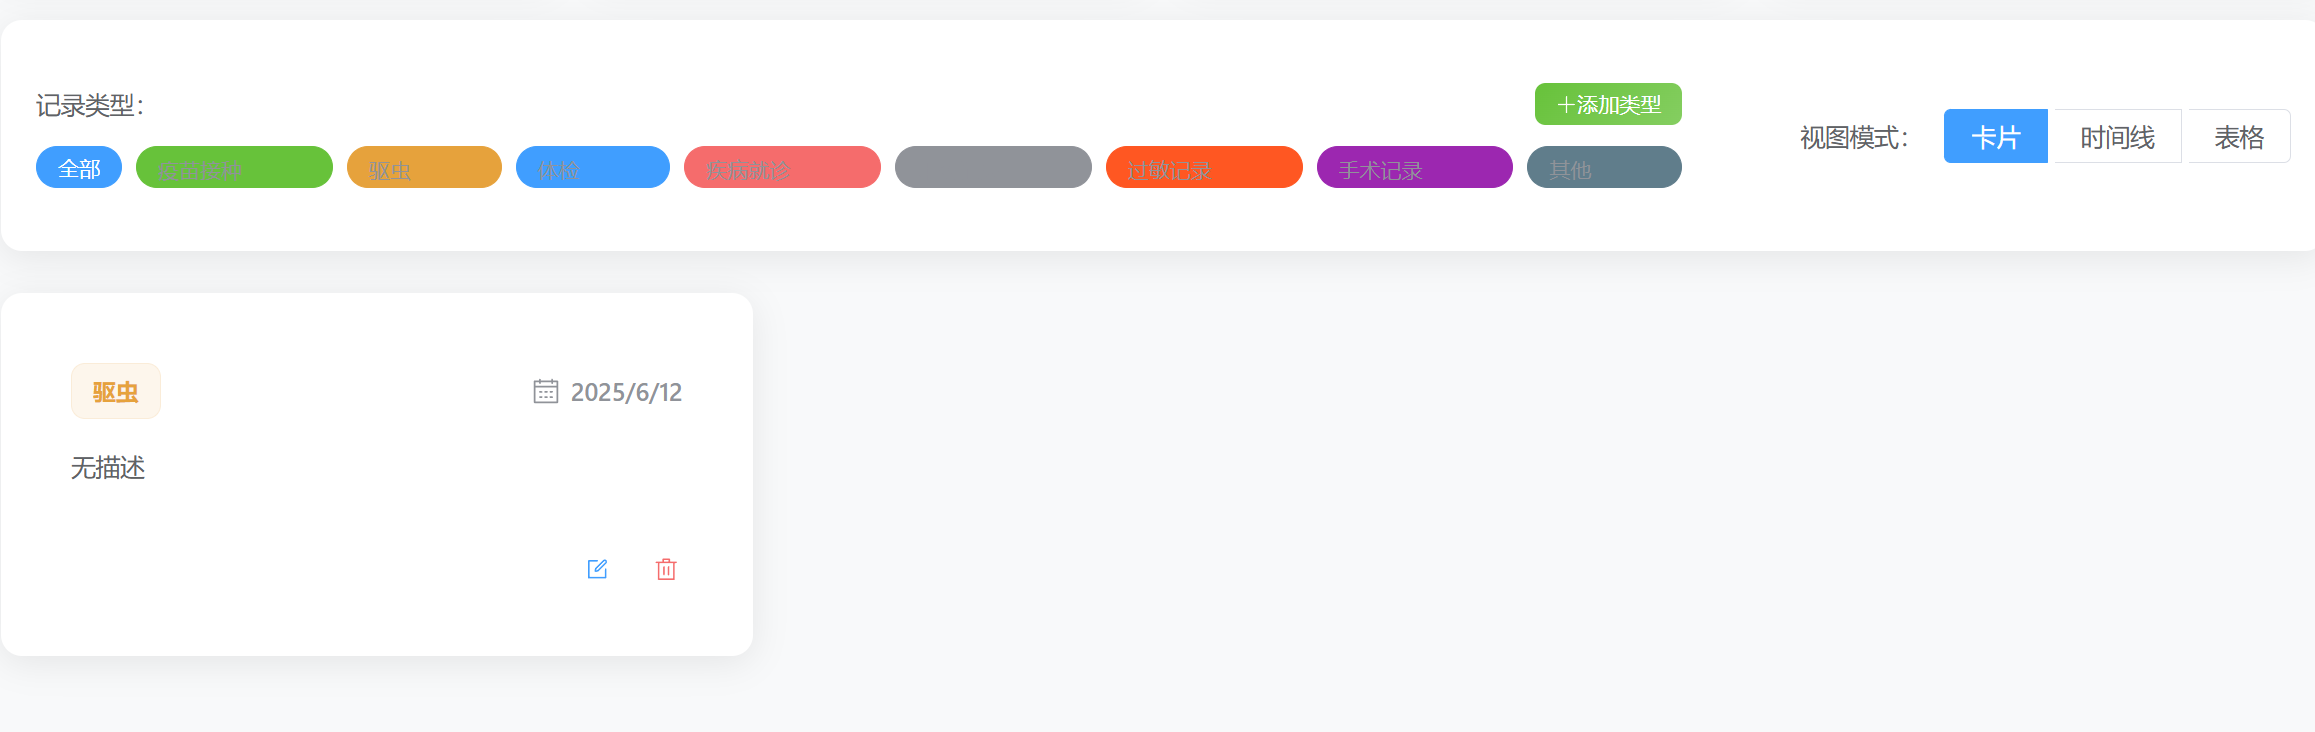 记录类型：
＋添加类型
全部 疫苗接种 驱虫 体检 疾病就诊 过敏记录 手术记录 其他
视图模式： 卡片 时间线 表格
驱虫
2025/6/12
无描述